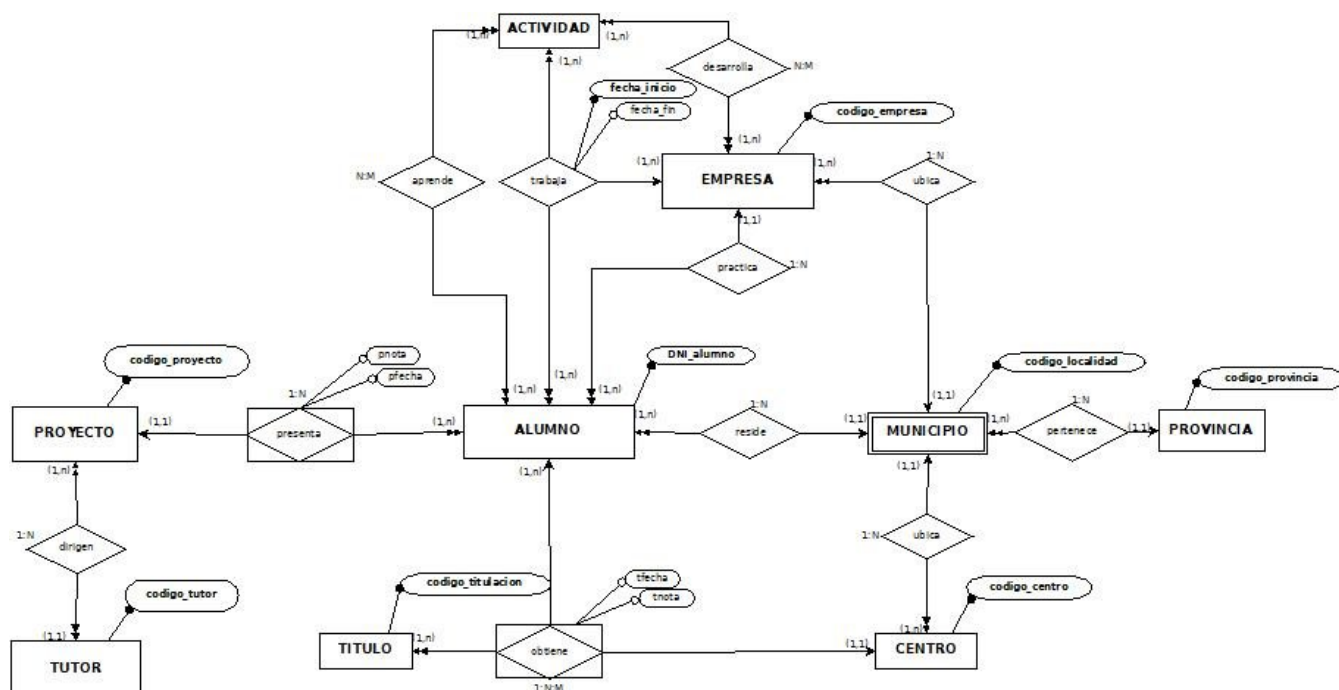 ACTIVIDAD
(1,n)
(1,n)
(1,n)
desarrolla
N:M
fecha_inicio
fecha_fin
codigo_empresa
(1,n)
(1,n)
(1,n)
1:N
N:M
aprende
trabaja
EMPRESA
ubica
(1,1)
practica
1:N
codigo_proyecto
pnota
pfecha
DNI_alumno
codigo_localidad
codigo_provincia
1:N
(1,n)
(1,n)
(1,n)
(1,1)
1:N
1:N
PROYECTO
(1,1)
presenta
(1,n)
ALUMNO
(1,n)
reside
(1,1)
MUNICIPIO
(1,n)
pertenece
(1,1)
PROVINCIA
(1,n)
(1,n)
(1,1)
1:N
dirigen
1:N
ubica
codigo_tutor
codigo_titulacion
tfecha
tnota
codigo_centro
(1,1)
TUTOR
TITULO
(1,n)
obtiene
(1,1)
(1,n)
CENTRO
1:N:M